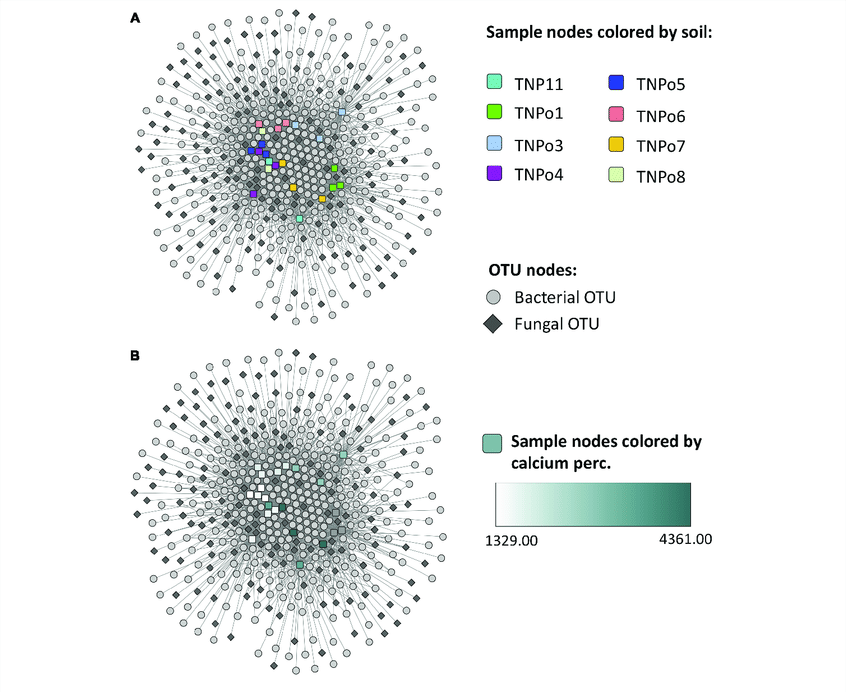 A
Sample nodes colored by soil:
TNP11
TNPo5
TNPo1
TNPo6
TNPo3
TNPo7
TNPo4
TNPo8
OTU nodes:
Bacterial OTU
Fungal OTU
B
Sample nodes colored by
calcium perc.
1329.00
4361.00